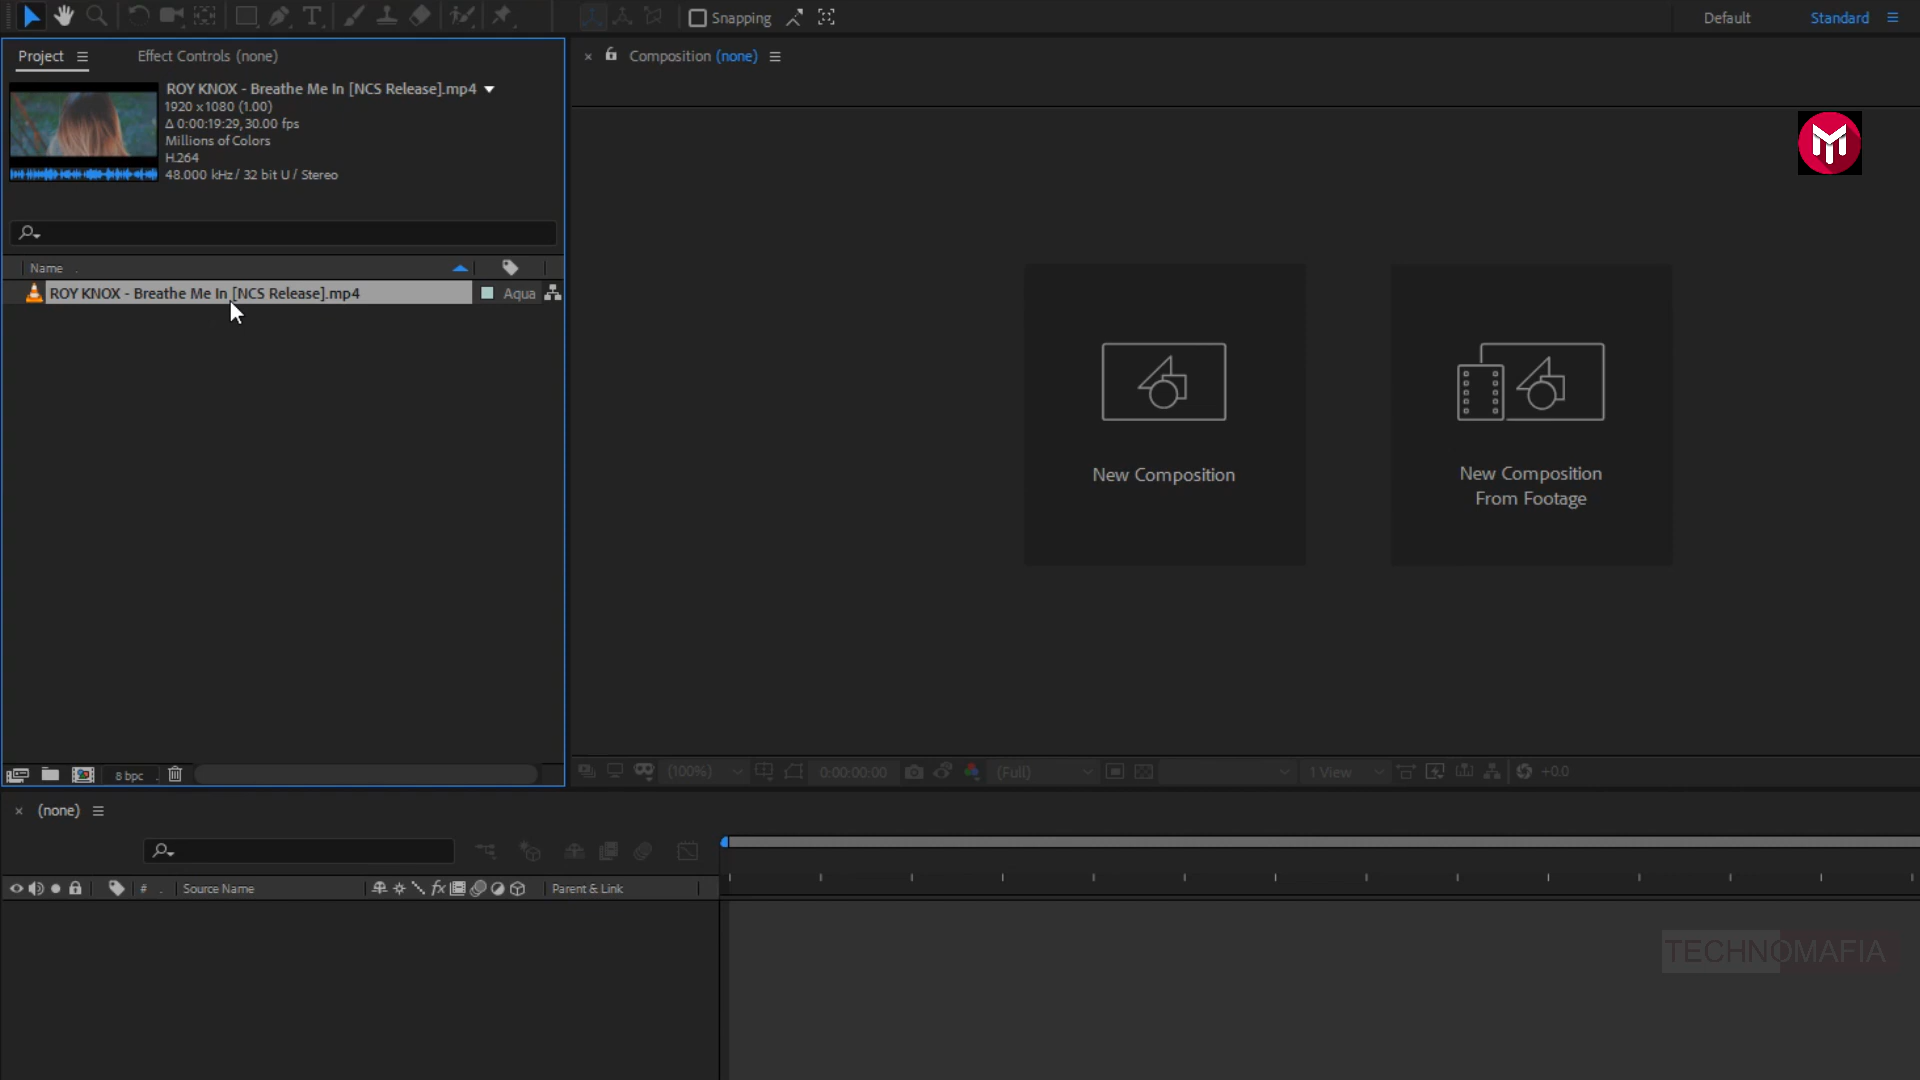 Snapping
Default
Standard
Project
Effect Controls (none)
Composition (none)
ROY KNOX - Breathe Me In [NCS Release].mp4
1920 x 1080 (1.00)
Δ 0:00:19:29, 30.00 fps
Millions of Colors
H.264
48.000 kHz / 32 bit U / Stereo
Name
ROY KNOX - Breathe Me In [NCS Release].mp4
Aqua
New Composition
New Composition
From Footage
8 bpc
(100%)
0:00:00:00
(Full)
1 View
+0.0
(none)
#
Source Name
fx
Parent & Link
TECHNOMAFIA